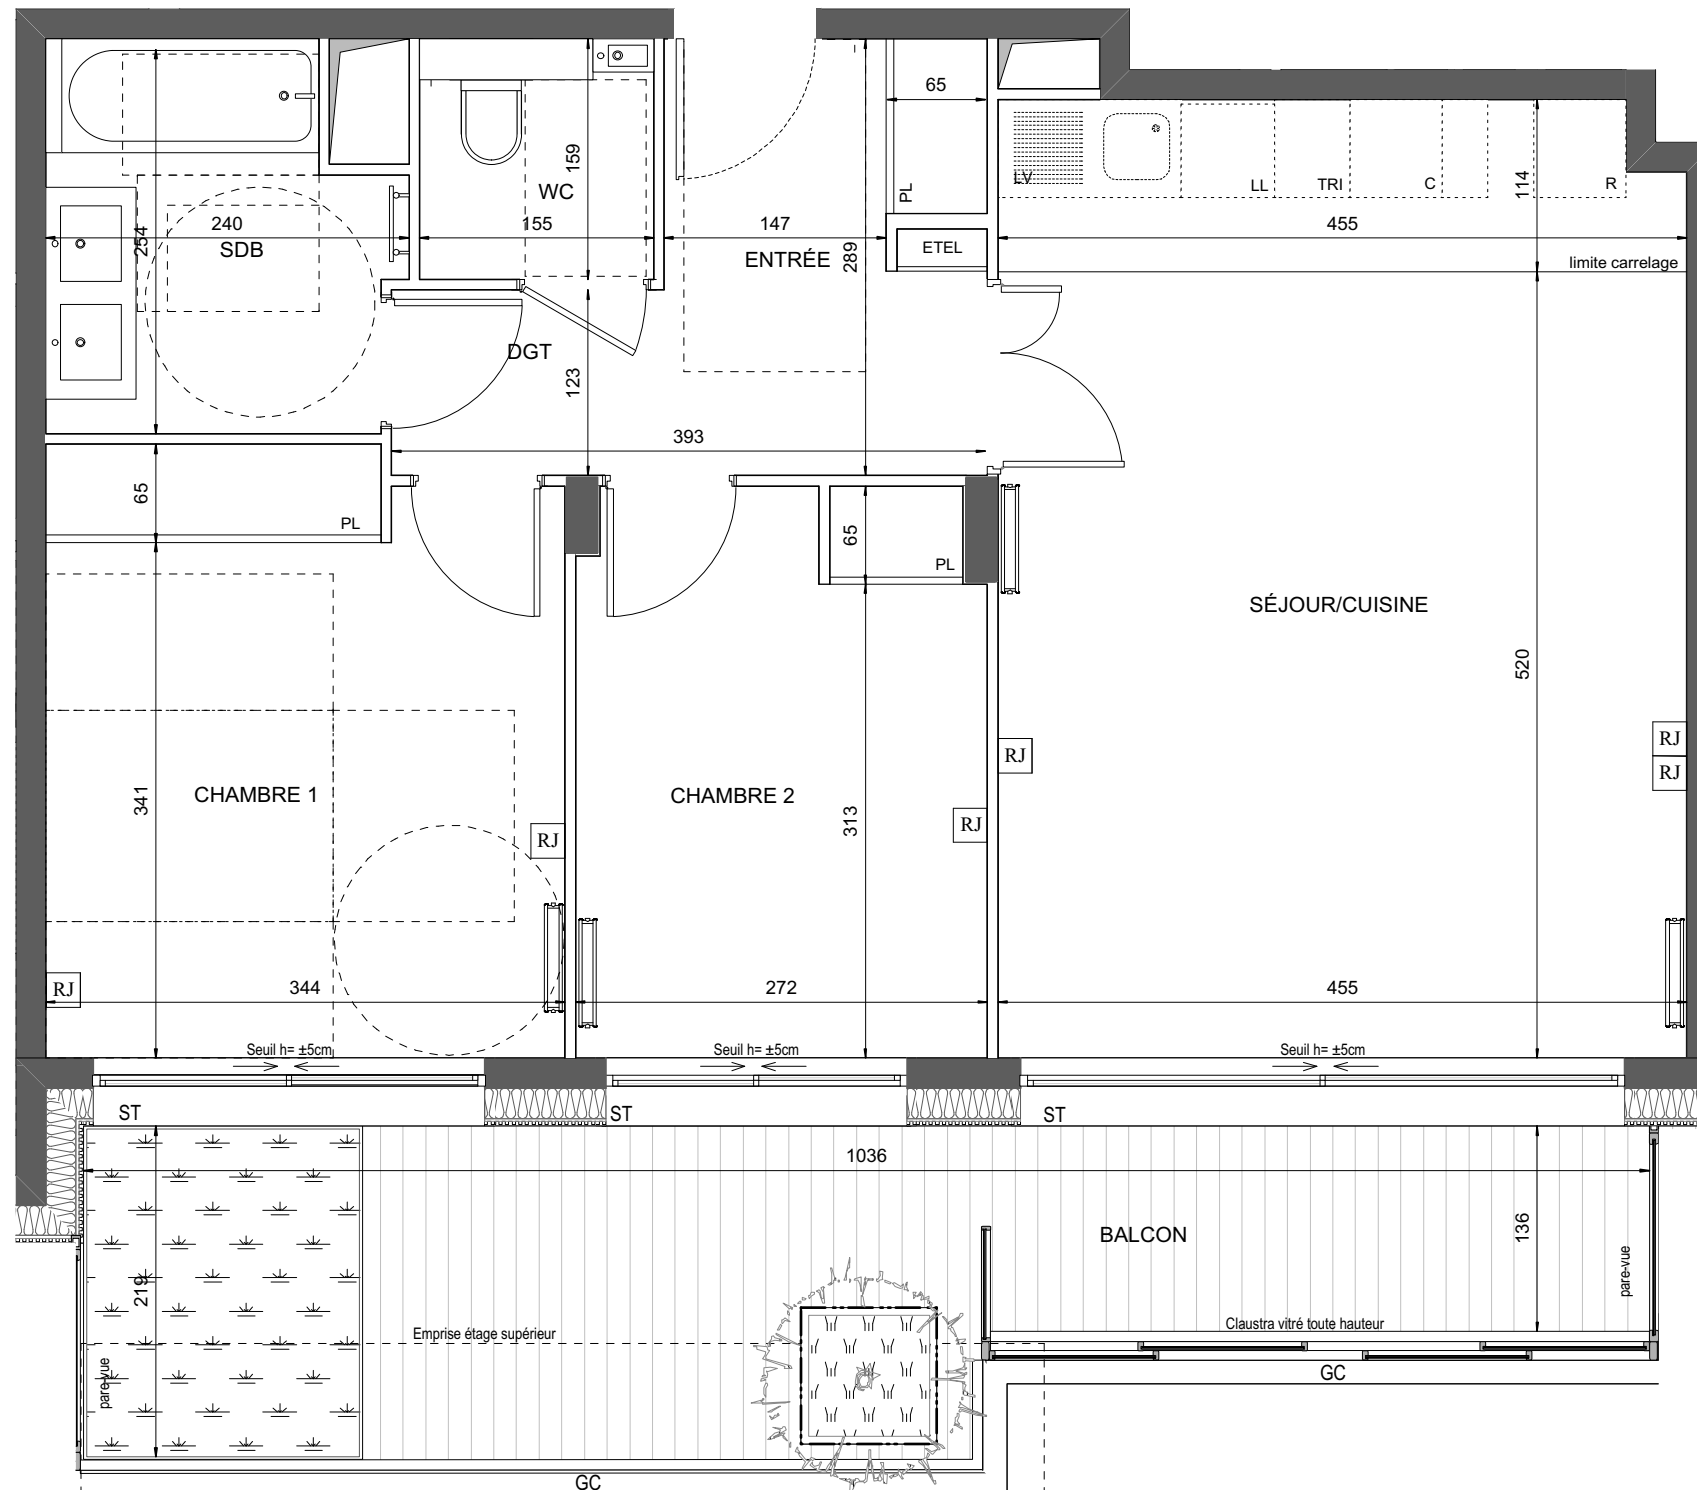 65
159
WC
PL
LV
LL
TRI
C
R
114
240
254
SDB
155
147
ENTRÉE
289
ETEL
455
limite carrelage
DGT
123
393
65
PL
65
PL
SÉJOUR/CUISINE
520
RJ
RJ
RJ
341
CHAMBRE 1
CHAMBRE 2
313
RJ
RJ
RJ
344
272
455
Seuil h= ±5cm
Seuil h= ±5cm
Seuil h= ±5cm
ST
ST
ST
1036
BALCON
136
pare-vue
219
Emprise étage supérieur
Claustra vitré toute hauteur
pare-vue
GC
GC